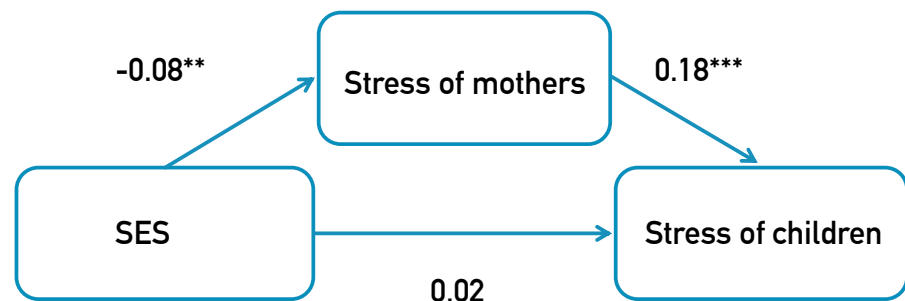 -0.08**
Stress of mothers
0.18***
SES
Stress of children
0.02